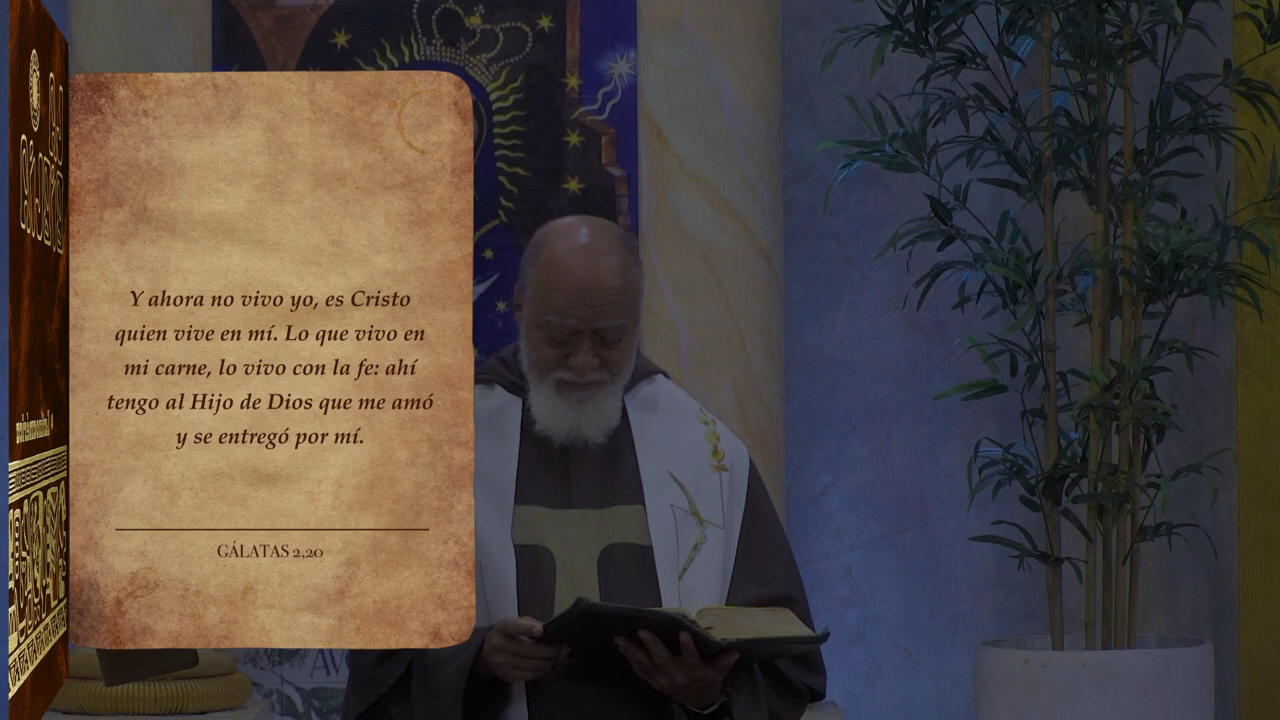 Y ahora no vivo yo, es Cristo
quien vive en mí. Lo que vivo en
mi carne, lo vivo con la fe: ahí
tengo al Hijo de Dios que me amó
y se entregó por mí.
GÁLATAS 2,20